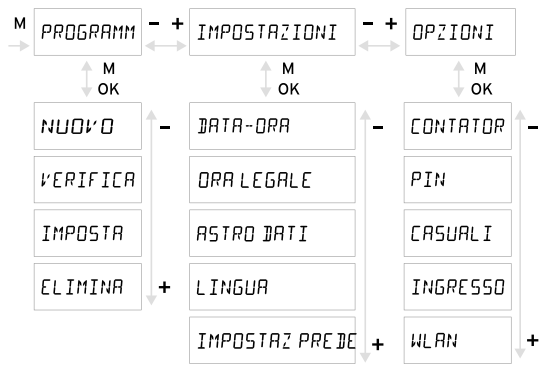 M PROGRAMM - + IMPOSTAZIONI - + OPZIONI
M OK M OK M OK
NUOVO - DATA-ORA - CONTATOR -
VERIFICA ORA LEGALE PIN
IMPOSTA ASTRO DATI CASUALI
ELIMINA + LINGUA INGRESSO
IMPOSTAZ PREDE + WLAN +